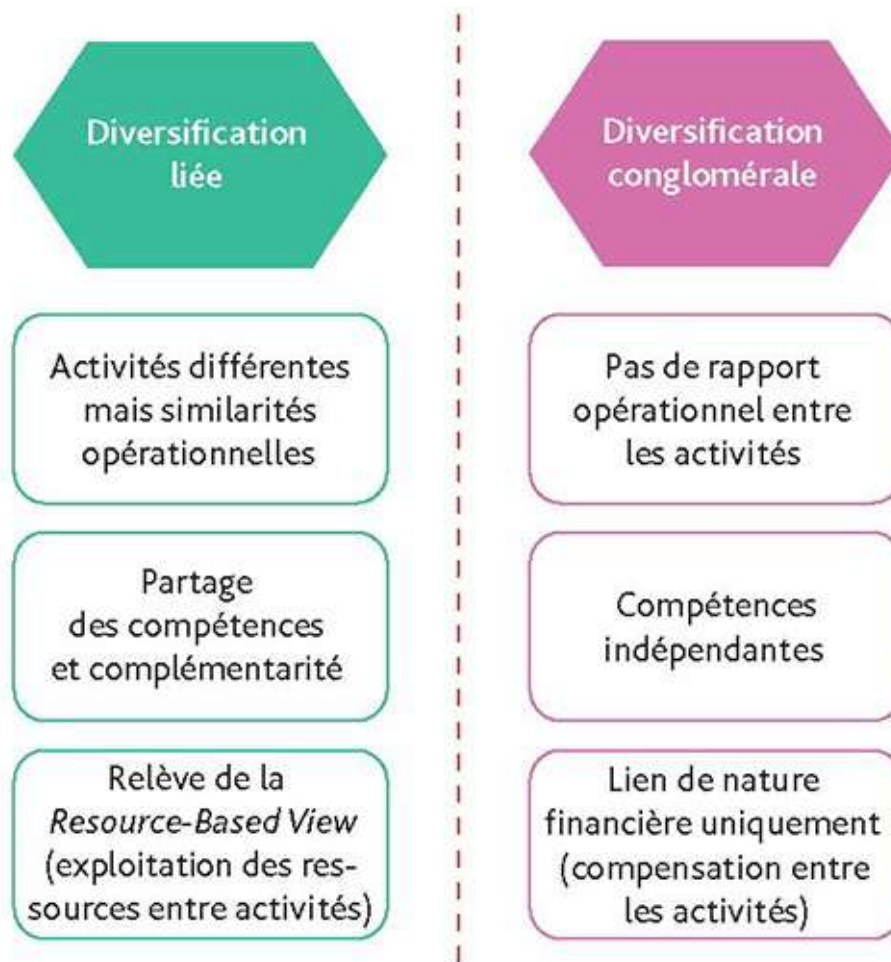 Diversification
liée
Activités différentes
mais similarités
opérationnelles
Partage
des compétences
et complémentarité
Relève de la
Resource-Based View
(exploitation des res-
sources entre activités)
Diversification
conglomérale
Pas de rapport
opérationnel entre
les activités
Compétences
indépendantes
Lien de nature
financière uniquement
(compensation entre
les activités)